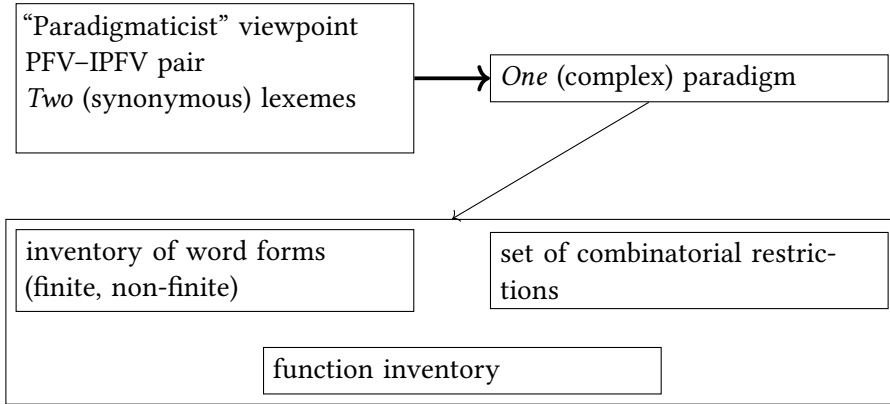 “Paradigmaticist” viewpoint
PFV–IPFV pair
Two (synonymous) lexemes
One (complex) paradigm
inventory of word forms
(finite, non-finite)
set of combinatorial restric-
tions
function inventory